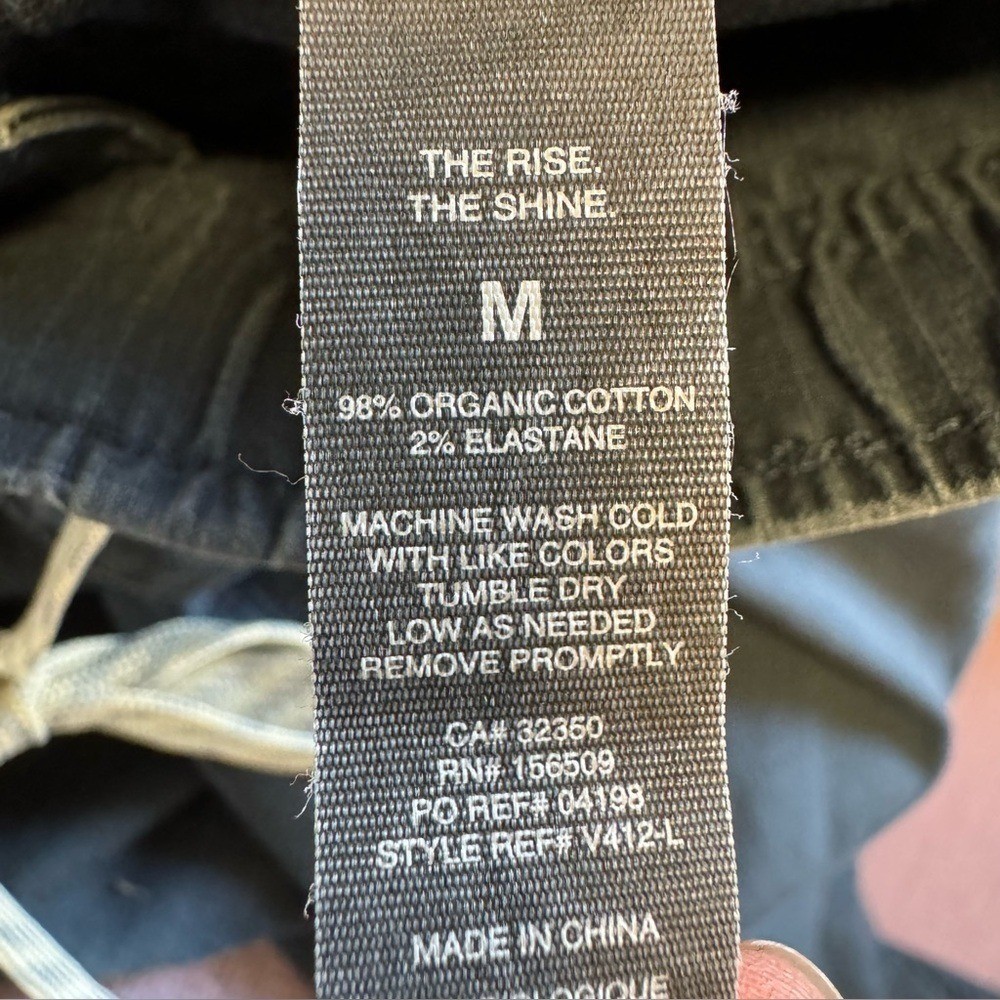 THE RISE.
THE SHINE.
M
98% ORGANIC COTTON
2% ELASTANE
MACHINE WASH COLD
WITH LIKE COLORS
TUMBLE DRY
LOW AS NEEDED
REMOVE PROMPTLY
CA# 32350
RN# 156509
PO REF# 04198
STYLE REF# V412-L
MADE IN CHINA